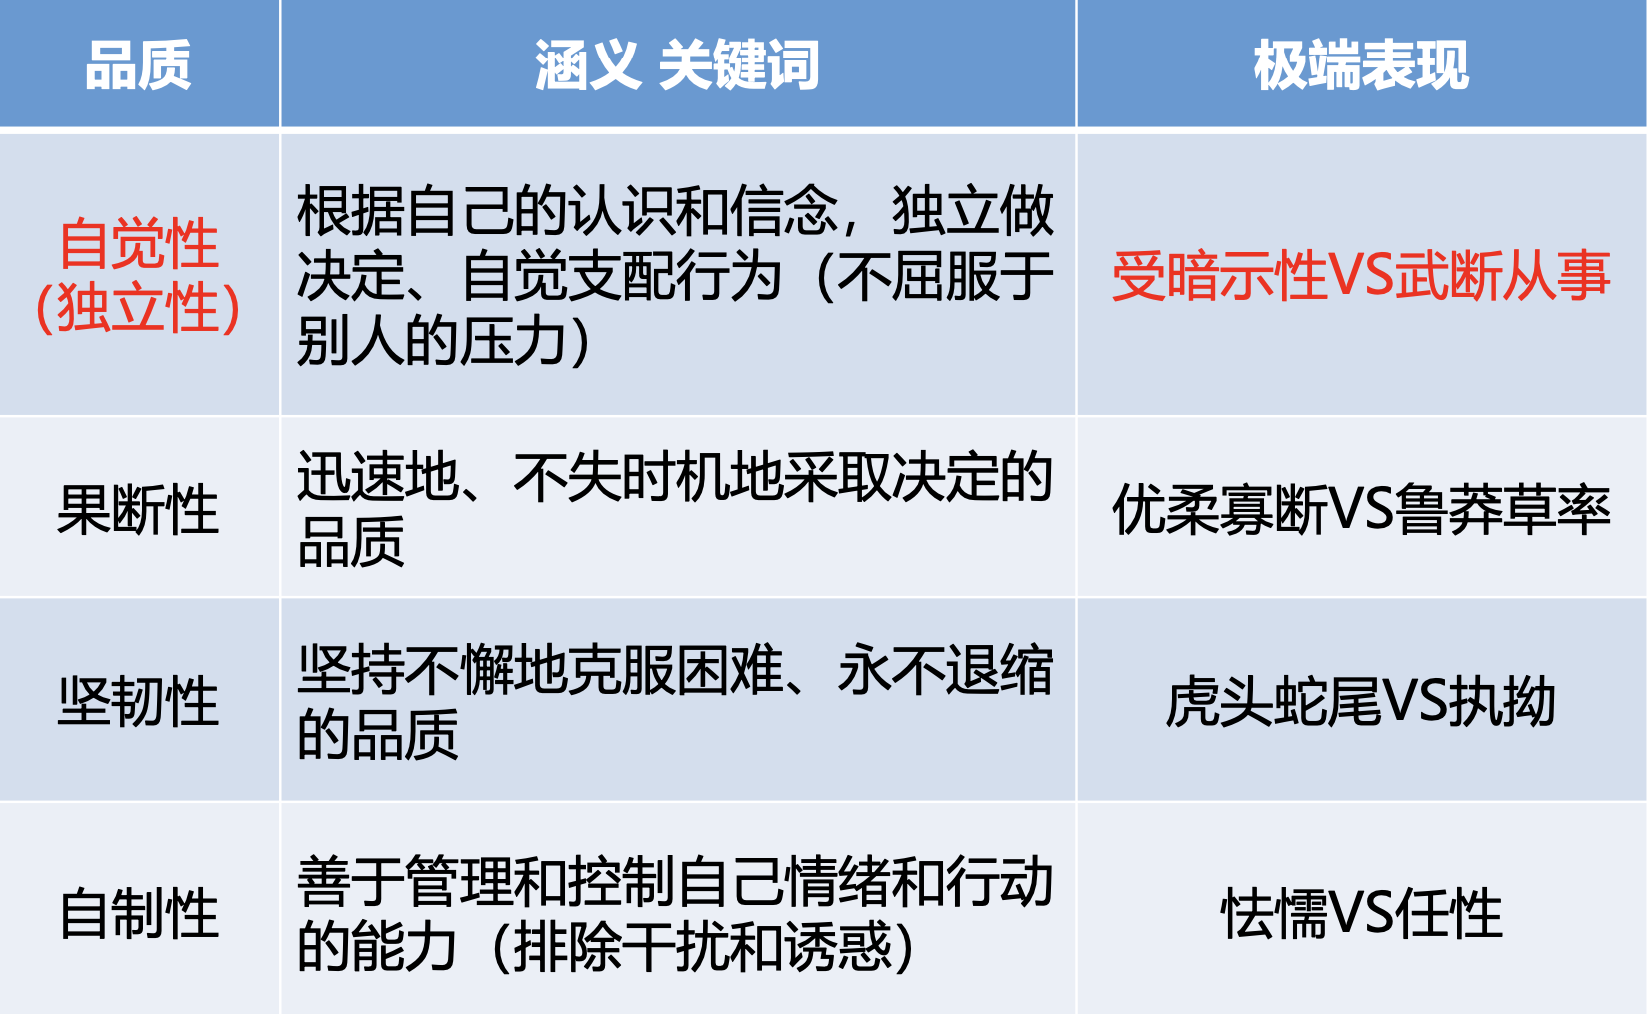 品质
涵义 关键词
极端表现
自觉性
（独立性）
根据自己的认识和信念，独立做
决定、自觉支配行为（不屈服于
别人的压力）
受暗示性VS武断从事
果断性
迅速地、不失时机地采取决定的
品质
优柔寡断VS鲁莽草率
坚韧性
坚持不懈地克服困难、永不退缩
的品质
虎头蛇尾VS执拗
自制性
善于管理和控制自己情绪和行动
的能力（排除干扰和诱惑）
怯懦VS任性